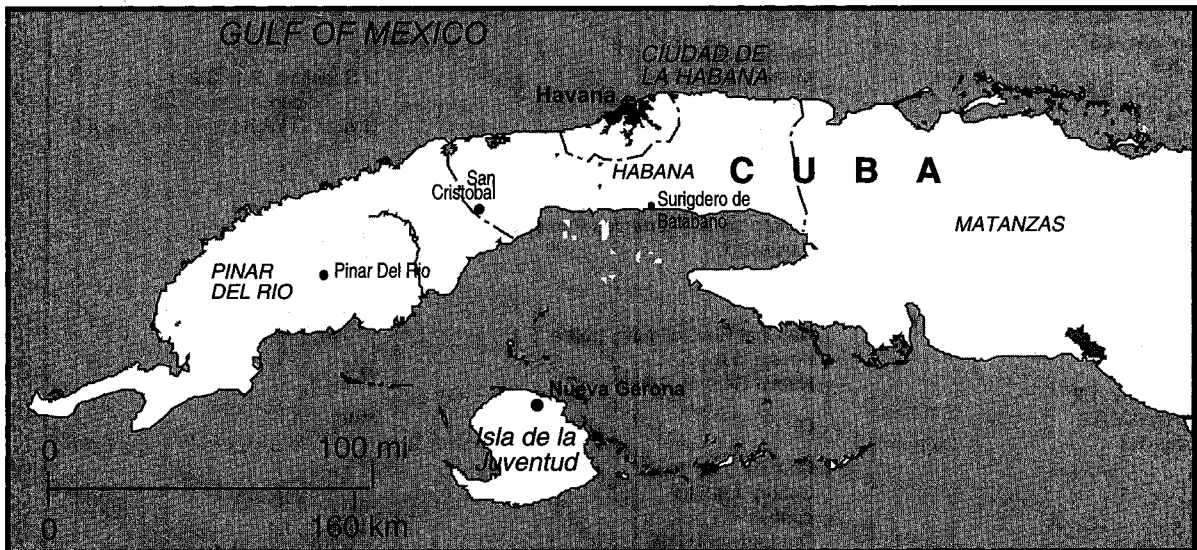 GULF OF MEXICO
CIUDAD DE
LA HABANA
Havana
San
Cristobal
HABANA
C U B A
Surigdero de
Batabano
MATANZAS
PINAR
DEL RIO
Pinar Del Rio
Nueva Gerona
Isla de la
Juventud
0
100 mi
0
160 km